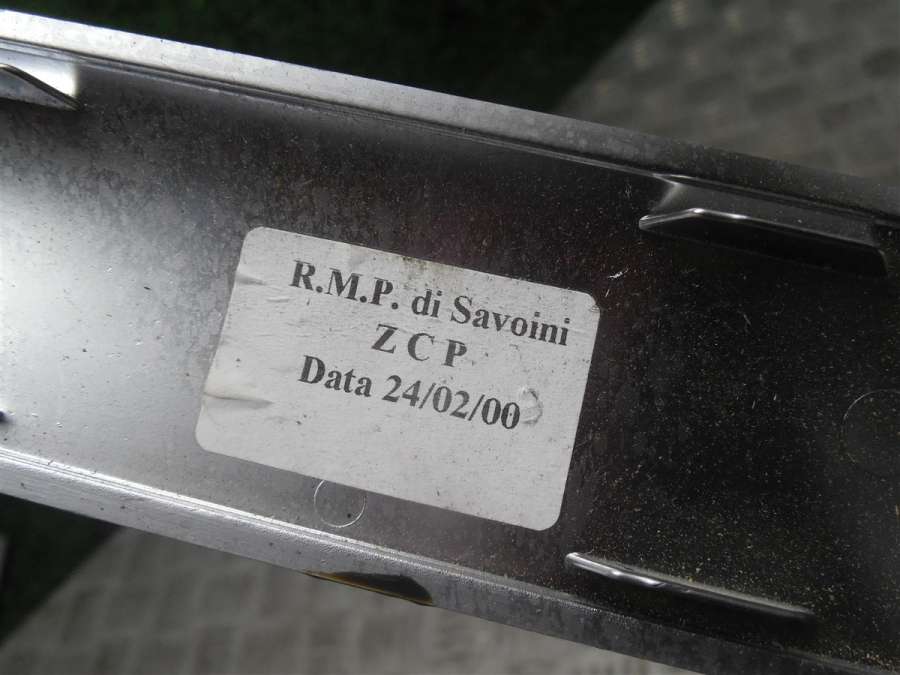 R.M.P. di Savoini
Z C P
Data 24/02/00